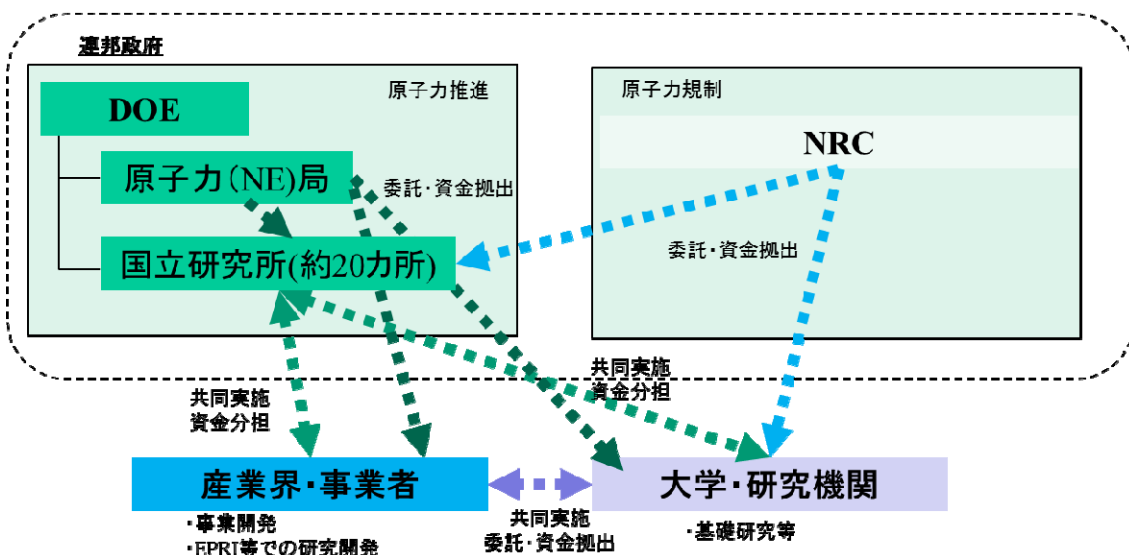 連邦政府
原子力推進
DOE
原子力(NE)局
委託・資金拠出
国立研究所(約20カ所)
原子力規制
NRC
委託・資金拠出
共同実施
資金分担
共同実施
資金分担
産業界・事業者
・事業開発
・EPRI等での研究開発
共同実施
委託・資金拠出
大学・研究機関
・基礎研究等